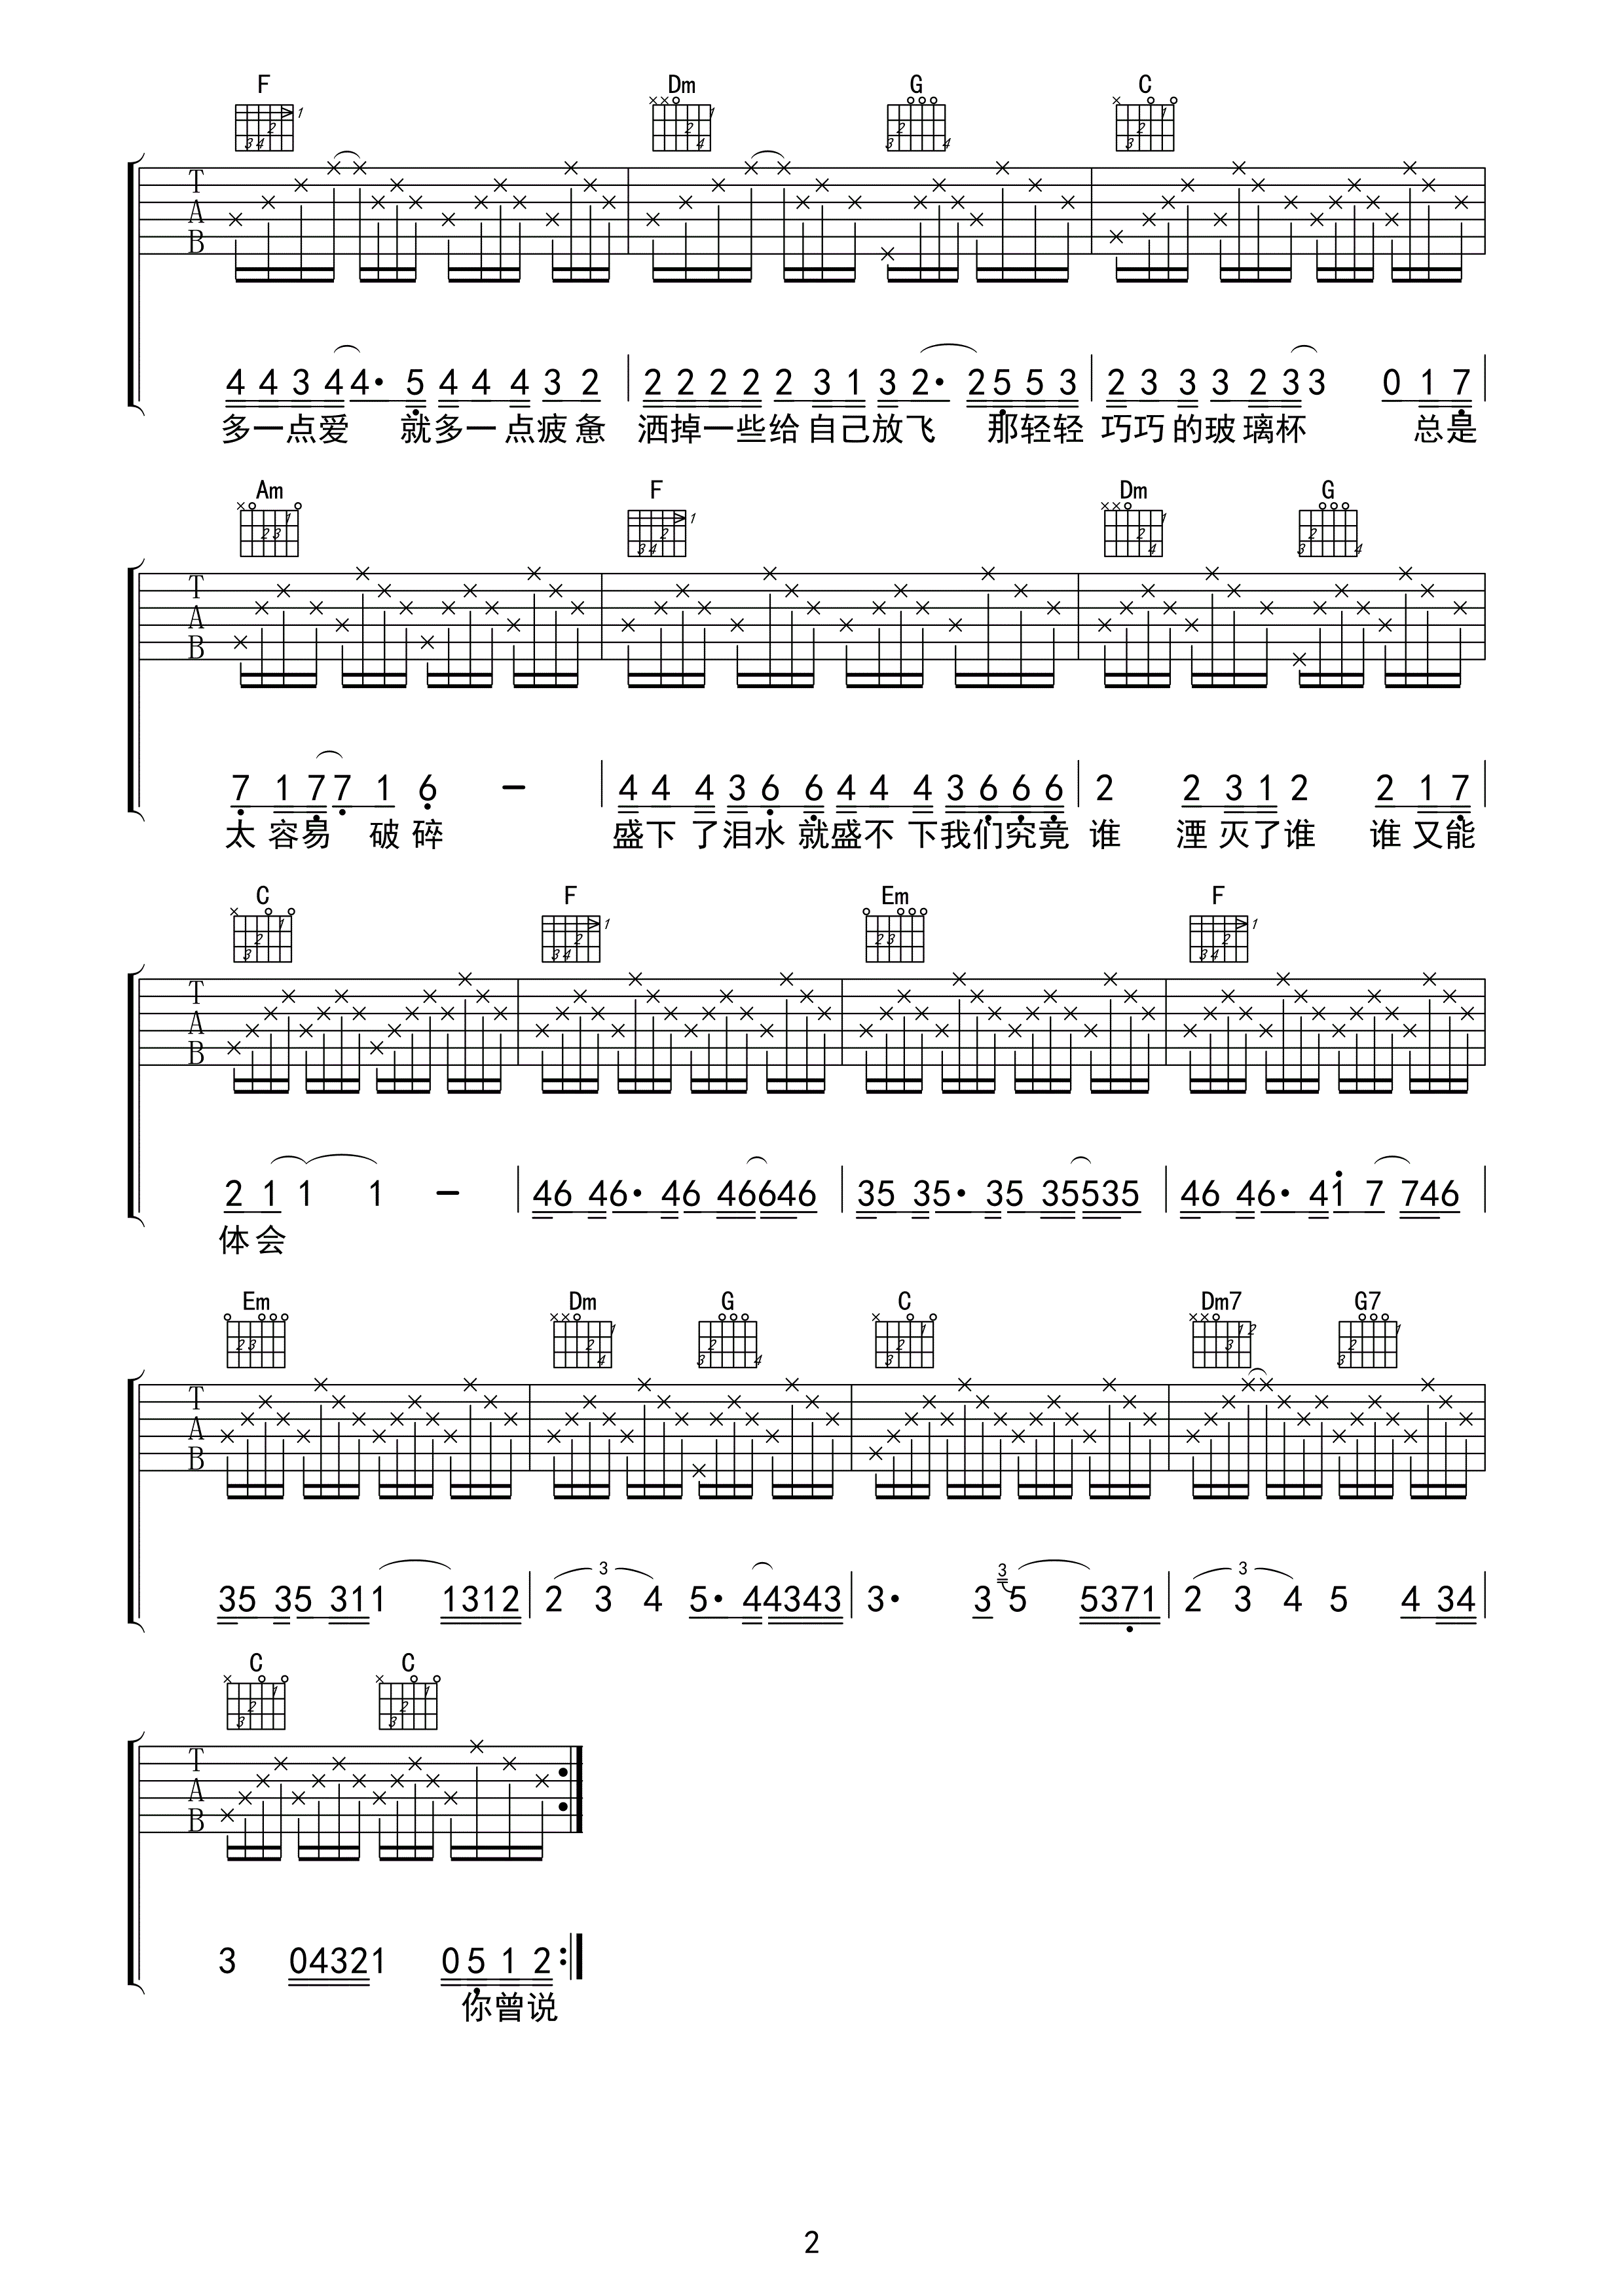 F Dm G C
T A B
4 4 3 4 4· 5 4 4 4 3 2 | 2 2 2 2 2 3 1 3 2· 2 5 5 3 | 2 3 3 3 2 3 3 0 1 7 |
多一点爱 就多一点疲惫 洒掉一些给自己放飞 那轻轻 巧巧的玻璃杯 总是
Am F Dm G
T A B
7 1 7 7 1 6 - | 4 4 4 3 6 6 4 4 4 3 6 6 6 | 2 2 3 1 2 2 1 7 |
太容易 破碎 盛下了泪水就盛不下我们究竟 谁 湮灭了谁 谁又能
C F Em F
T A B
2 1 1 1 - | 46 46· 46 46646 | 35 35· 35 35535 | 46 46· 41 7 746 |
体会
Em Dm G C Dm7 G7
T A B
35 35 311 1312 | 2 3 4 5· 44343 | 3· 3 3 5 5371 | 2 3 4 5 4 34 |
C C
T A B
3 04321 0 5 1 2 :|
你曾说
2